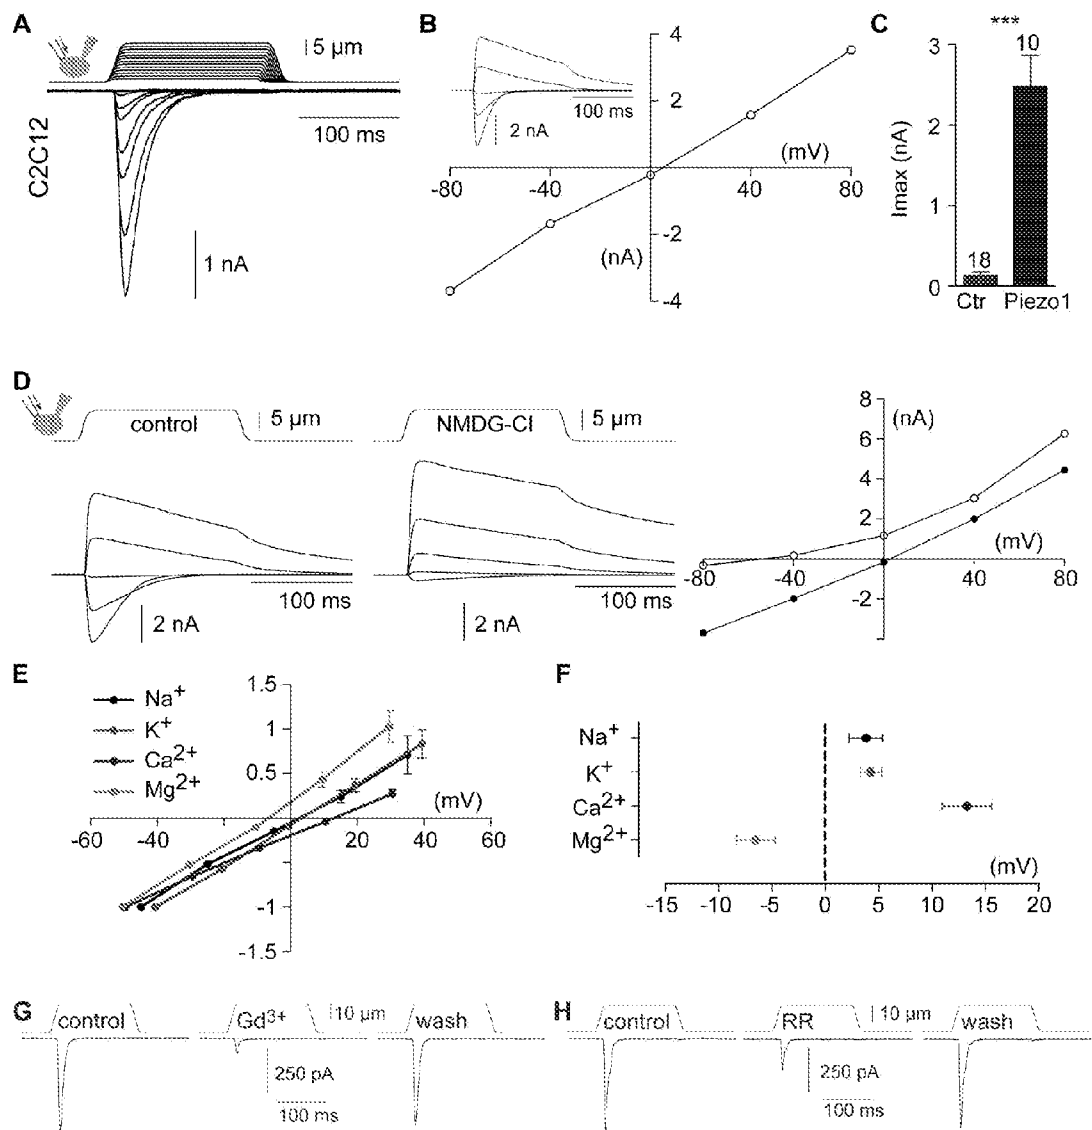 A
5 µm
C2C12
100 ms
1 nA
B
4
2
100 ms
2 nA
(mV)
-80
-40
40
80
-2
(nA)
-4
C
***
3
10
2
Imax (nA)
1
18
0
Ctr
Piezo1
D
control
5 µm
NMDG-Cl
5 µm
8
(nA)
6
4
2
(mV)
-80
-40
40
80
-2
100 ms
2 nA
100 ms
2 nA
E
Na+
K+
Ca2+
Mg2+
1.5
1
0.5
(mV)
-60
-40
-20
20
40
60
-1
-1.5
F
Na+
K+
Ca2+
Mg2+
(mV)
-15
-10
-5
0
5
10
15
20
G
control
Gd3+
10 µm
wash
250 pA
100 ms
H
control
RR
10 µm
wash
250 pA
100 ms